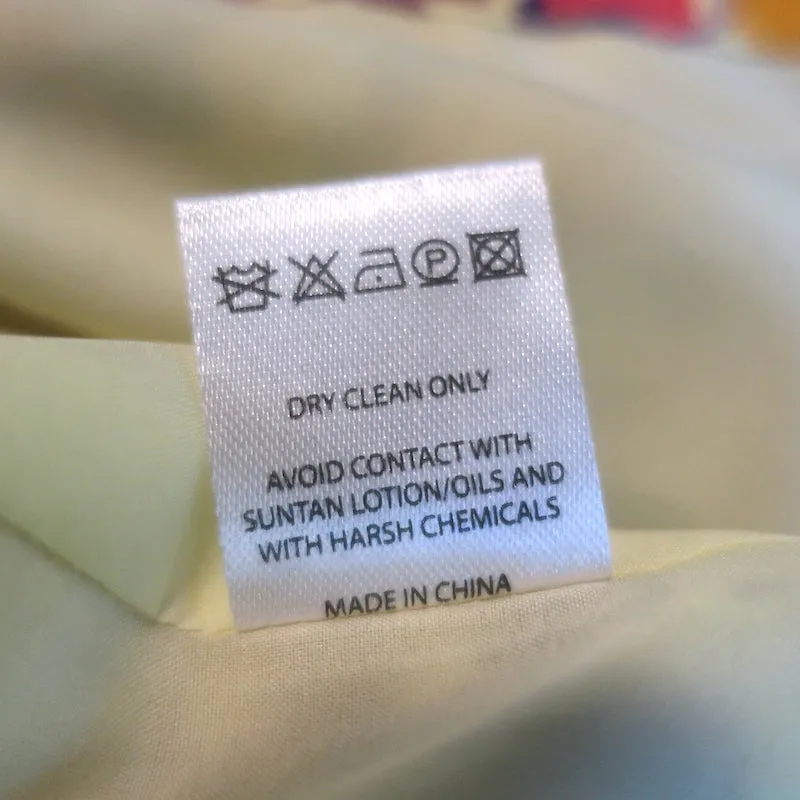 P
DRY CLEAN ONLY
AVOID CONTACT WITH
SUNTAN LOTION/OILS AND
WITH HARSH CHEMICALS
MADE IN CHINA